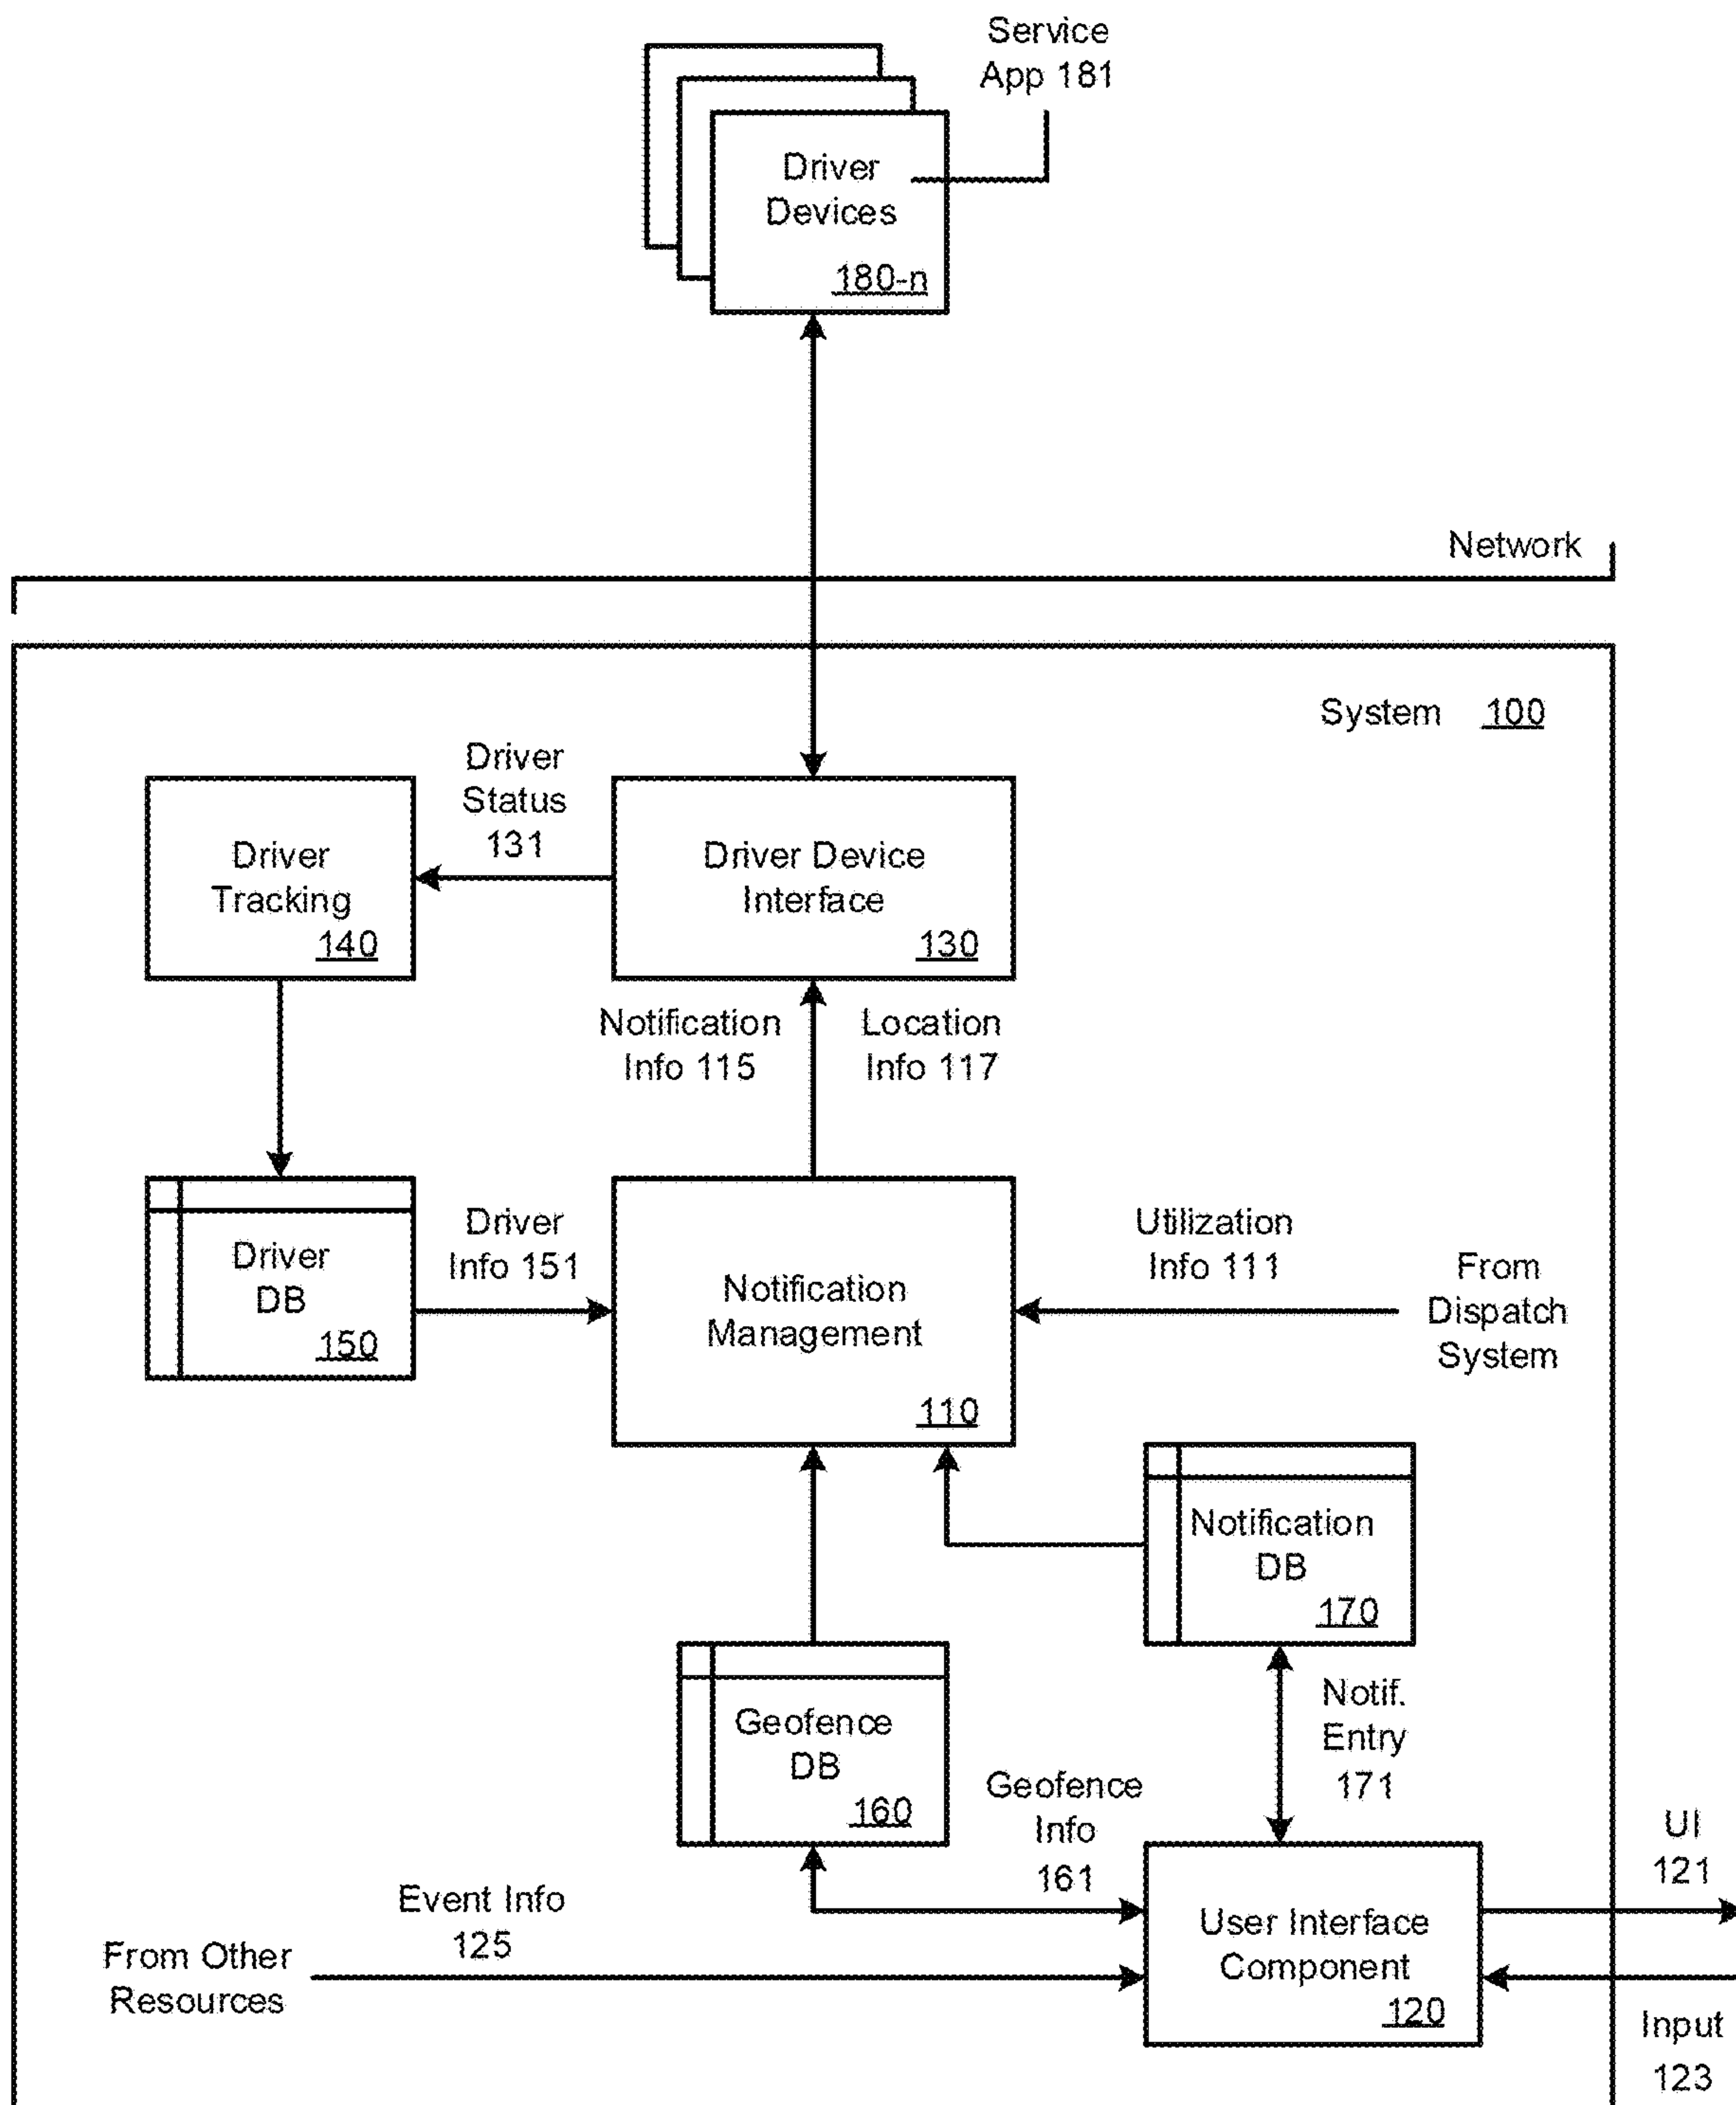 Service
App 181
Driver
Devices
180-n
Network
System 100
Driver
Status
131
Driver
Tracking
140
Driver Device
Interface
130
Notification
Info 115
Location
Info 117
Driver
DB
150
Driver
Info 151
Notification
Management
110
Utilization
Info 111
From
Dispatch
System
Notification
DB
170
Geofence
DB
160
Notif.
Entry
171
Geofence
Info
161
Event Info
125
From Other
Resources
User Interface
Component
120
UI
121
Input
123